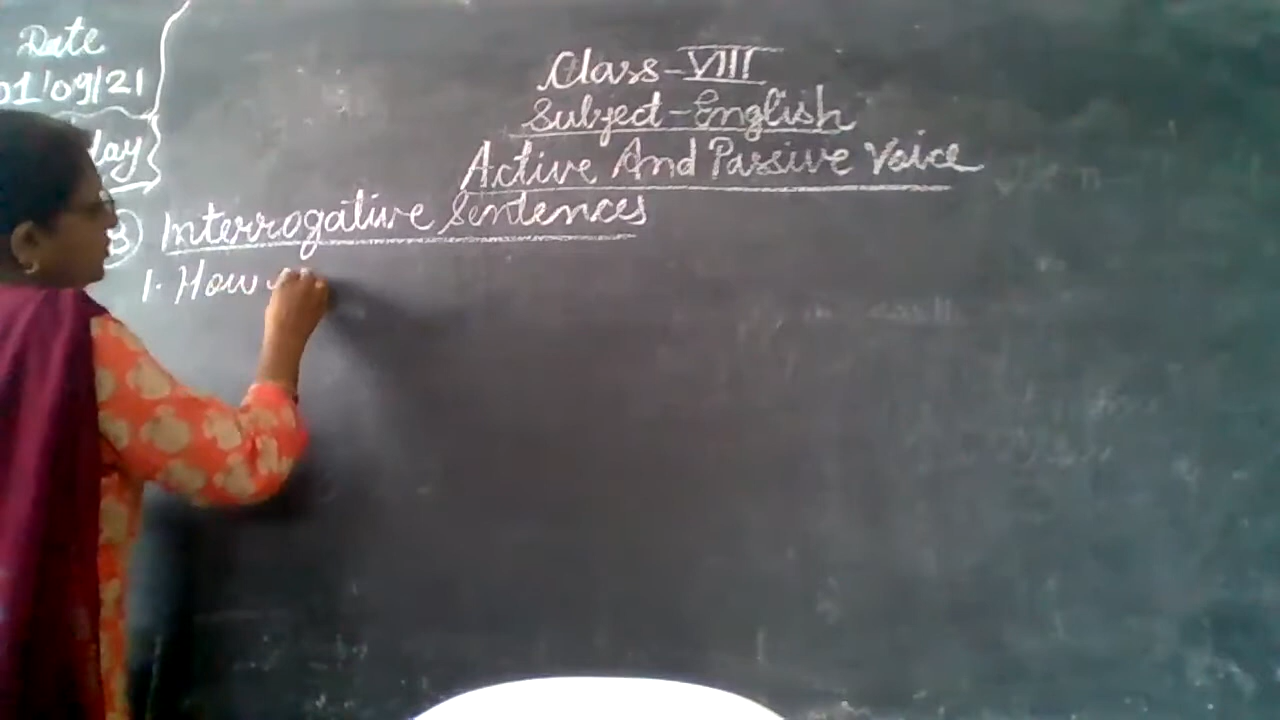 Date
01/09/21
day
Class-VIII
Subject-English
Active And Passive Voice
B) Interrogative Sentences
1. How